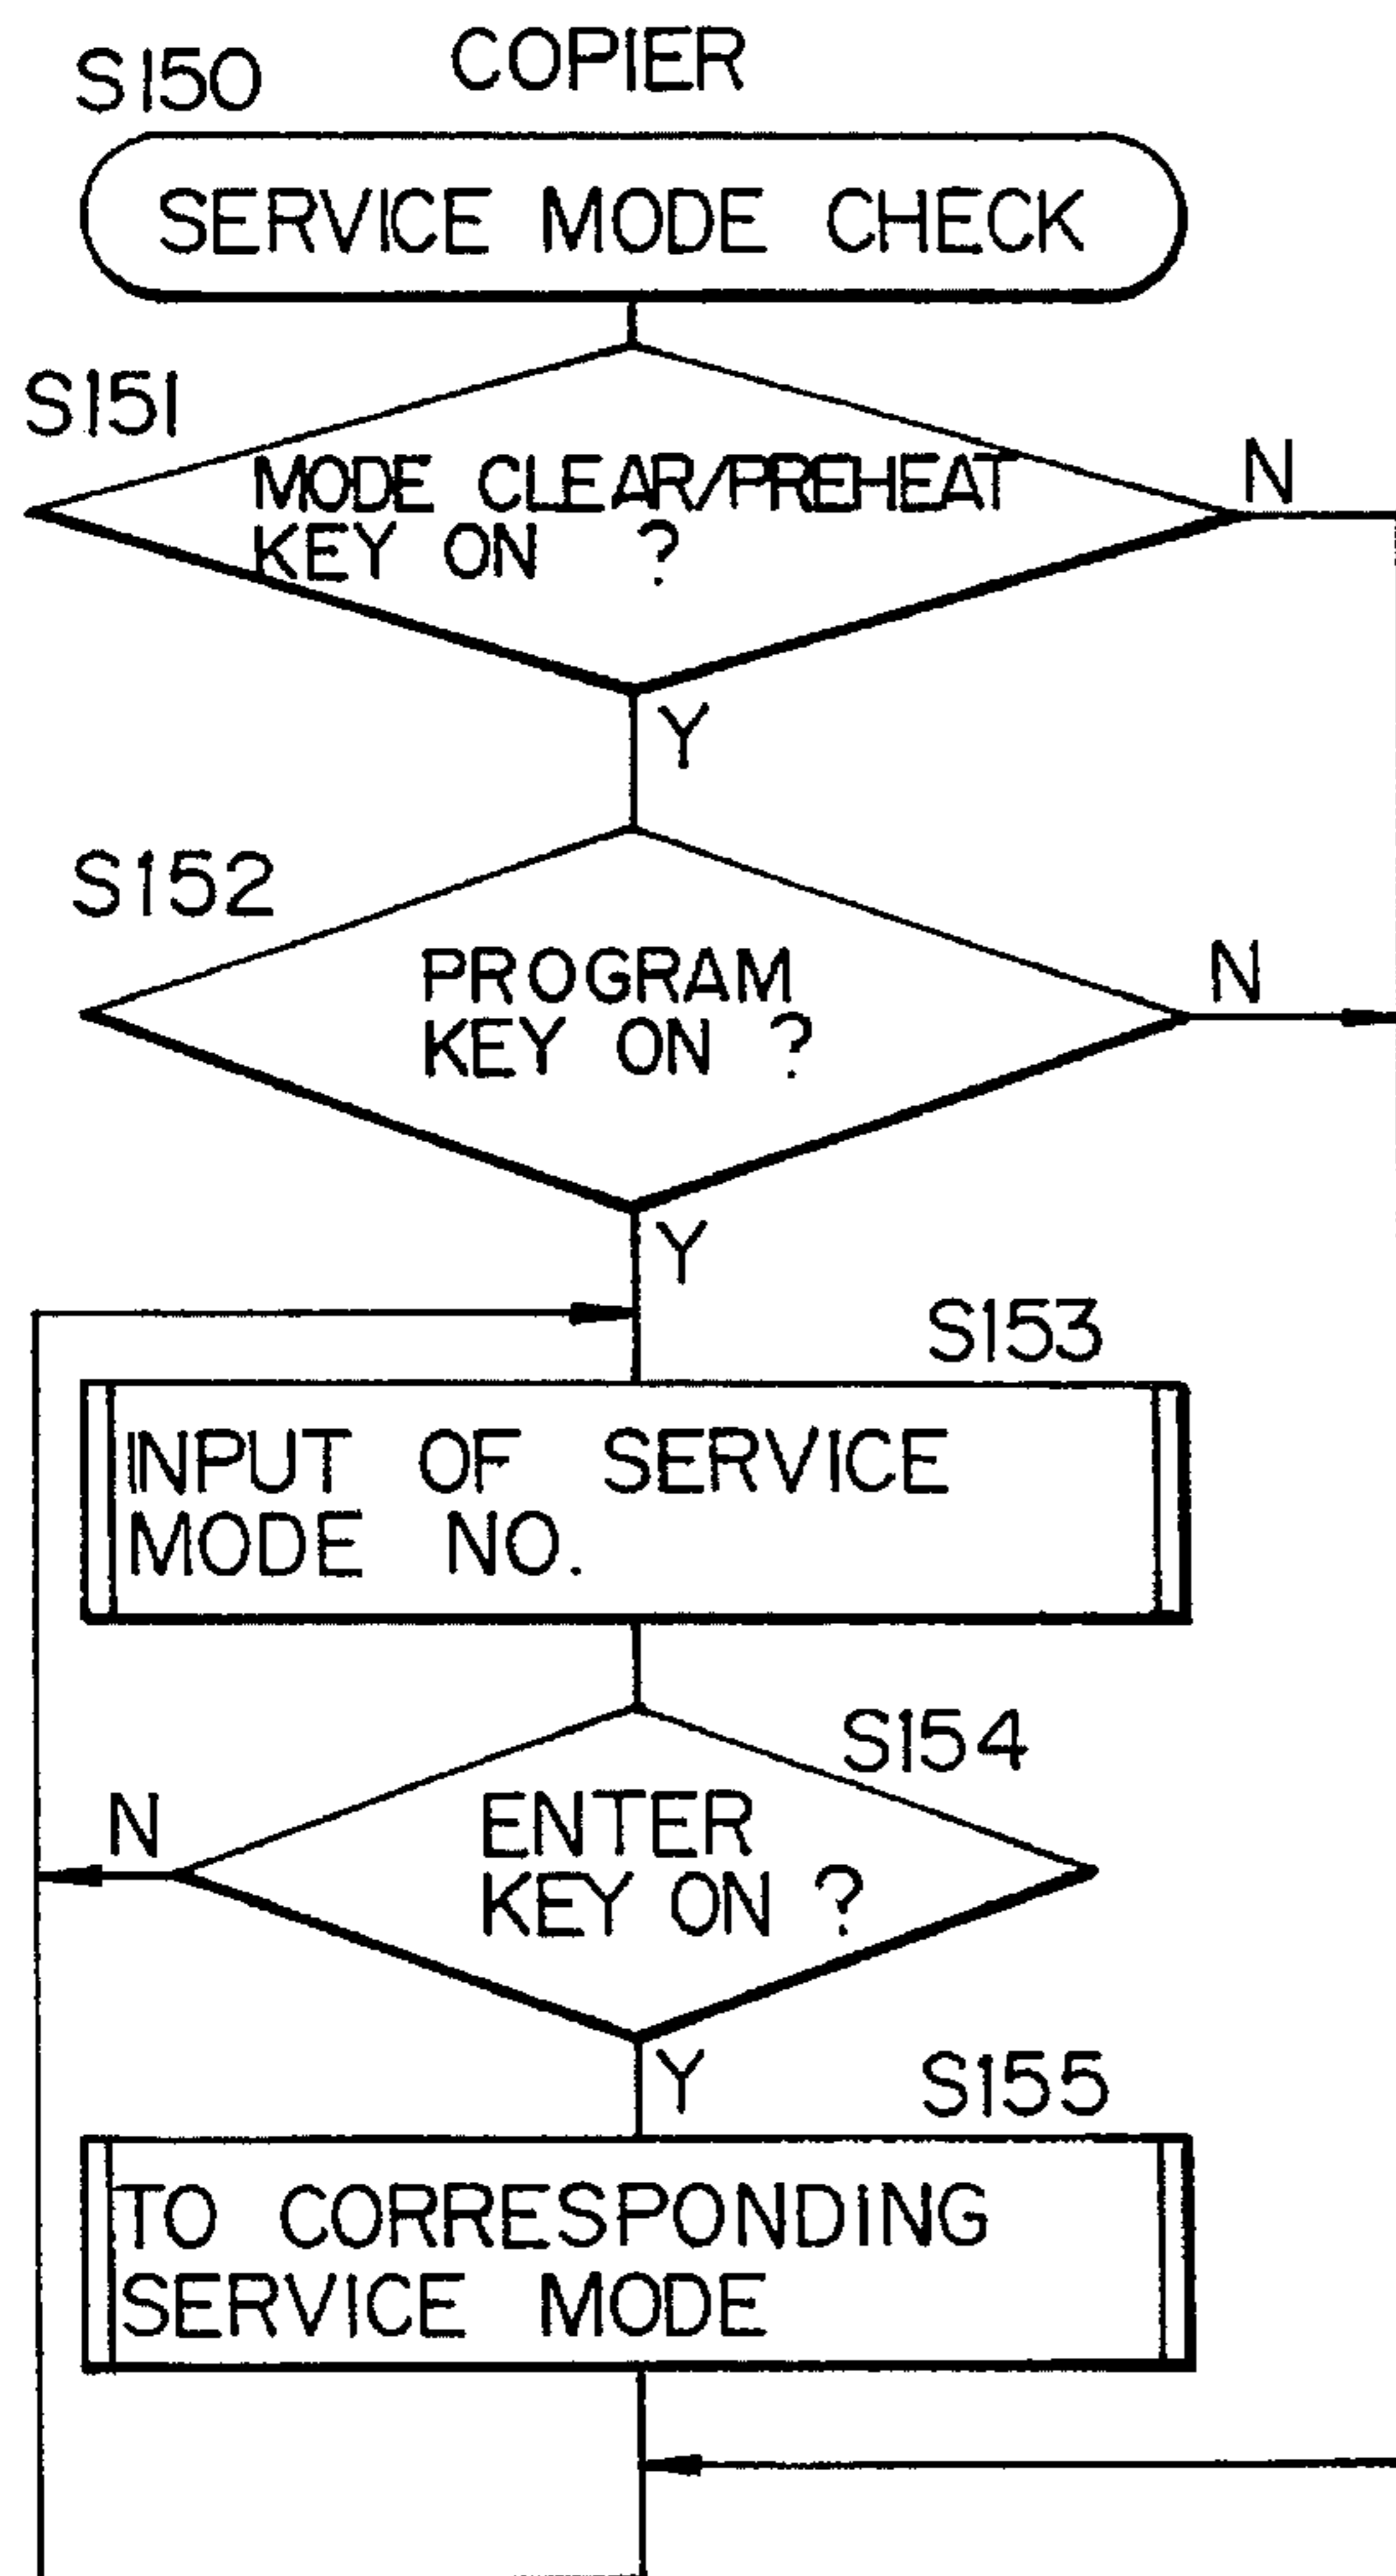 COPIER
S150
SERVICE MODE CHECK
S151
MODE CLEAR/PREHEAT
KEY ON ?
N
Y
S152
PROGRAM
KEY ON ?
N
Y
S153
INPUT OF SERVICE
MODE NO.
S154
ENTER
KEY ON ?
N
Y
S155
TO CORRESPONDING
SERVICE MODE